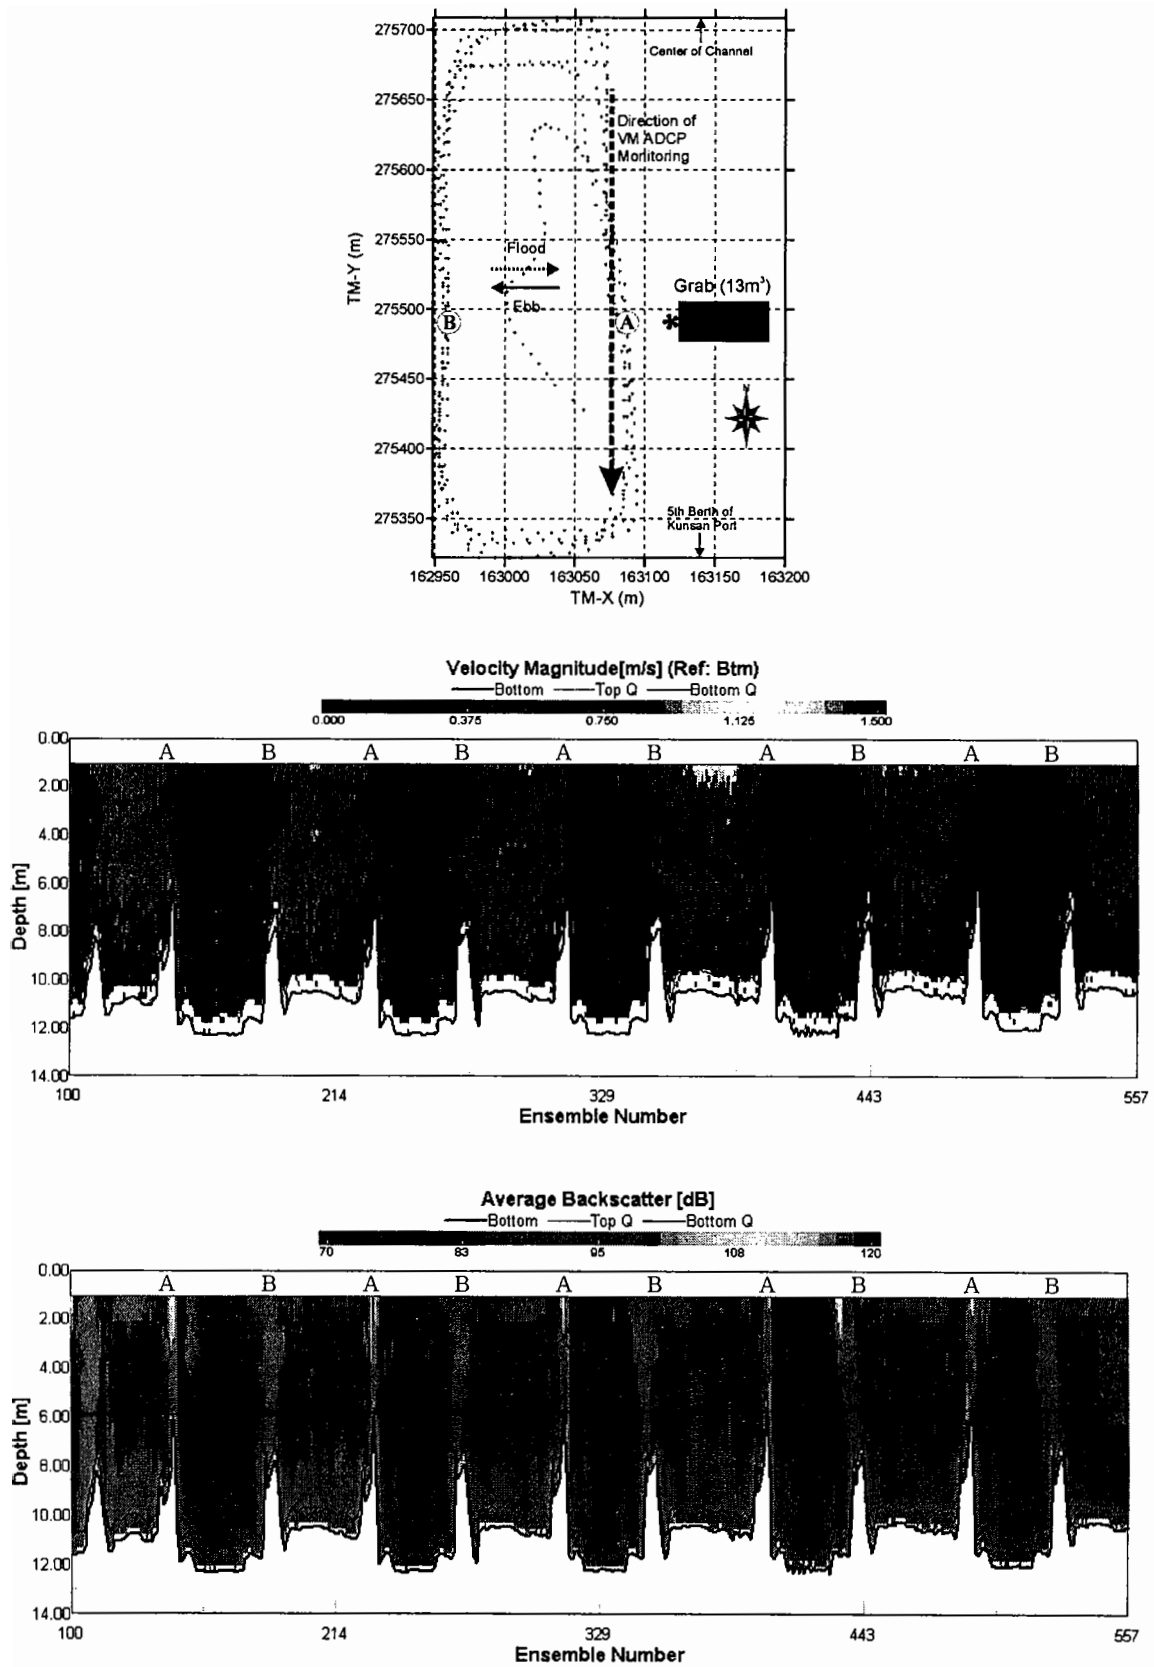 275700
Center of Channel
275650
Direction of
VM ADCP
Monitoring
275600
275550
Flood
TM-Y (m)
Grab (13m³)
275500
Ebb
B
A
275450
N
275400
5th Berth of
Kunsan Port
275350
162950 163000 163050 163100 163150 163200
TM-X (m)
Velocity Magnitude[m/s] (Ref: Btm)
Bottom Top Q Bottom Q
0.000 0.375 0.750 1.125 1.500
0.00
A B A B A B A B A B
2.00
4.00
6.00
Depth [m]
8.00
10.00
12.00
14.00
100 214 329 443 557
Ensemble Number
Average Backscatter [dB]
Bottom Top Q Bottom Q
70 83 95 108 120
0.00
A B A B A B A B A B
2.00
4.00
6.00
Depth [m]
8.00
10.00
12.00
14.00
100 214 329 443 557
Ensemble Number